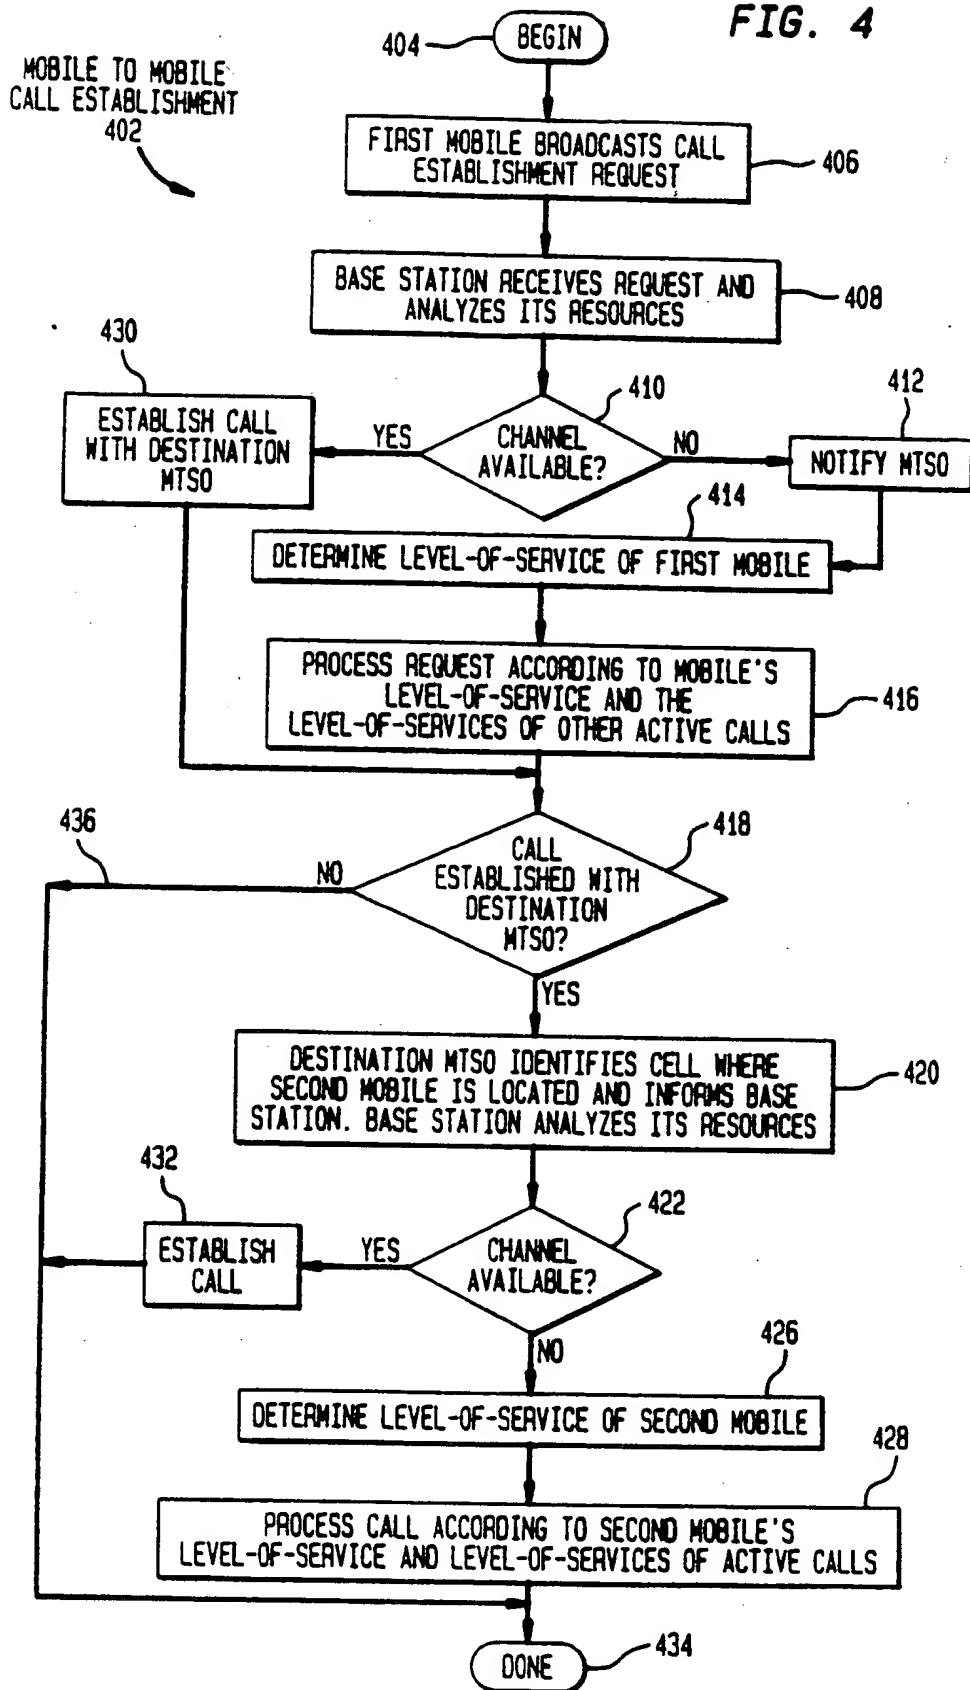 FIG. 4
404
BEGIN
MOBILE TO MOBILE
CALL ESTABLISHMENT
402
FIRST MOBILE BROADCASTS CALL
ESTABLISHMENT REQUEST
406
BASE STATION RECEIVES REQUEST AND
ANALYZES ITS RESOURCES
408
430
410
412
ESTABLISH CALL
WITH DESTINATION
MTSO
YES
CHANNEL
AVAILABLE?
NO
NOTIFY MTSO
414
DETERMINE LEVEL-OF-SERVICE OF FIRST MOBILE
PROCESS REQUEST ACCORDING TO MOBILE'S
LEVEL-OF-SERVICE AND THE
LEVEL-OF-SERVICES OF OTHER ACTIVE CALLS
416
436
418
NO
CALL
ESTABLISHED WITH
DESTINATION
MTSO?
YES
DESTINATION MTSO IDENTIFIES CELL WHERE
SECOND MOBILE IS LOCATED AND INFORMS BASE
STATION. BASE STATION ANALYZES ITS RESOURCES
420
432
422
ESTABLISH
CALL
YES
CHANNEL
AVAILABLE?
NO
426
DETERMINE LEVEL-OF-SERVICE OF SECOND MOBILE
428
PROCESS CALL ACCORDING TO SECOND MOBILE'S
LEVEL-OF-SERVICE AND LEVEL-OF-SERVICES OF ACTIVE CALLS
DONE
434